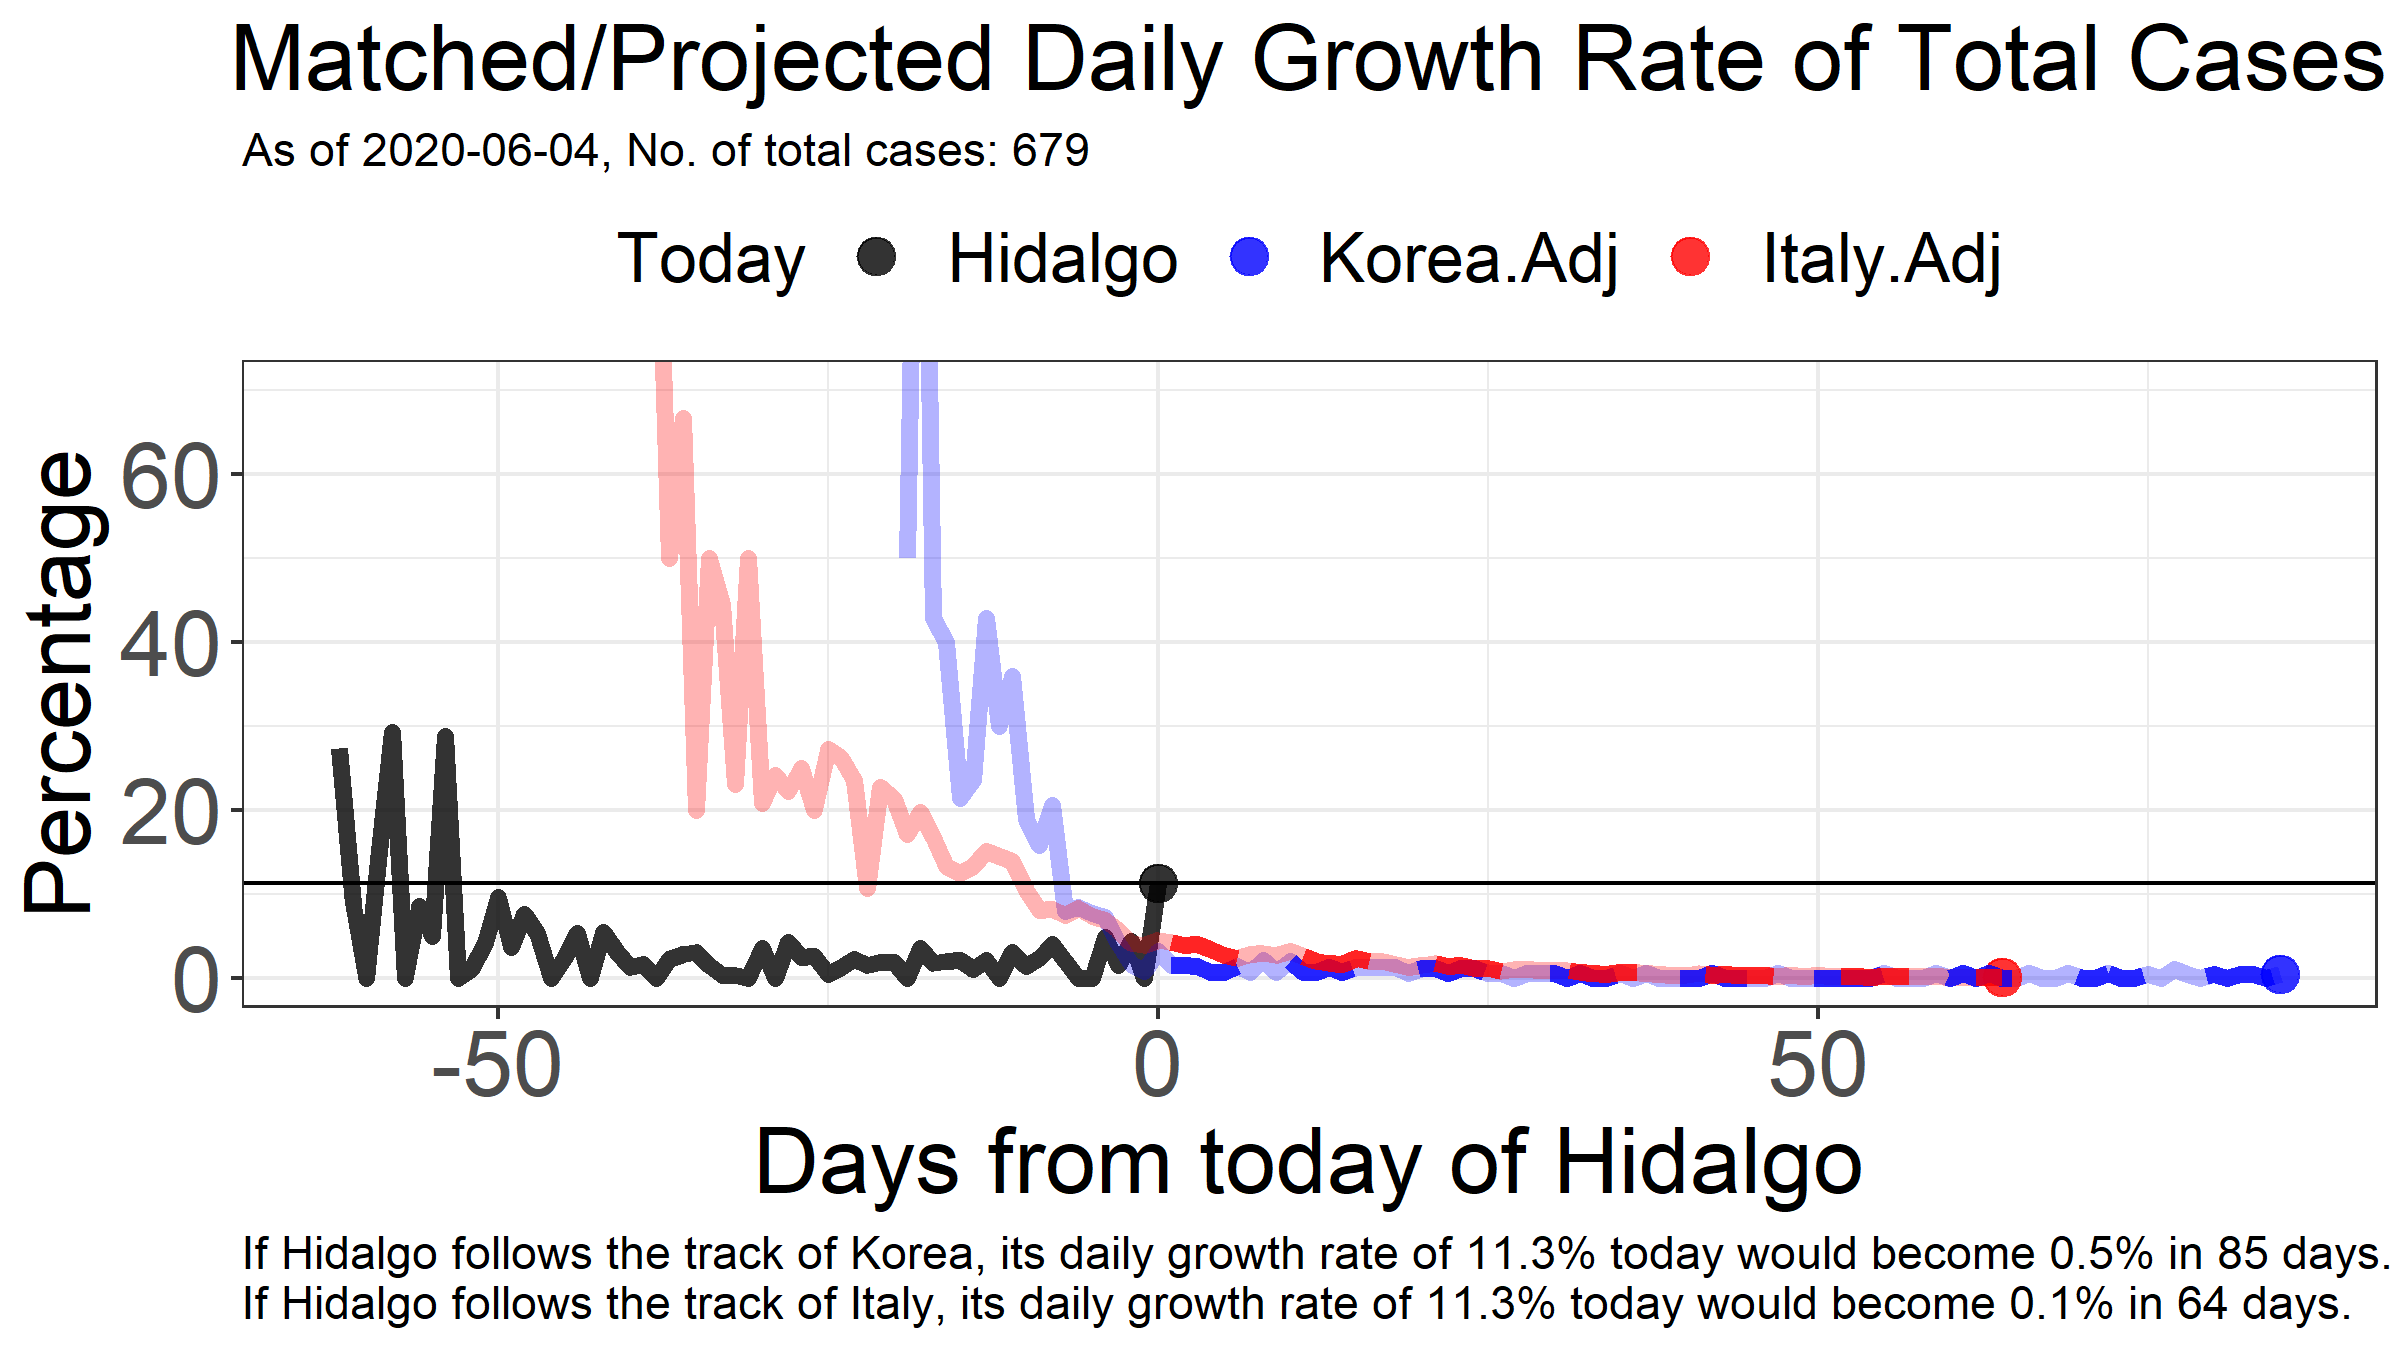 Matched/Projected Daily Growth Rate of Total Cases
As of 2020-06-04, No. of total cases: 679
Today Hidalgo Korea.Adj Italy.Adj
Percentage
60
40
20
0
-50 0 50
Days from today of Hidalgo
If Hidalgo follows the track of Korea, its daily growth rate of 11.3% today would become 0.5% in 85 days.
If Hidalgo follows the track of Italy, its daily growth rate of 11.3% today would become 0.1% in 64 days.